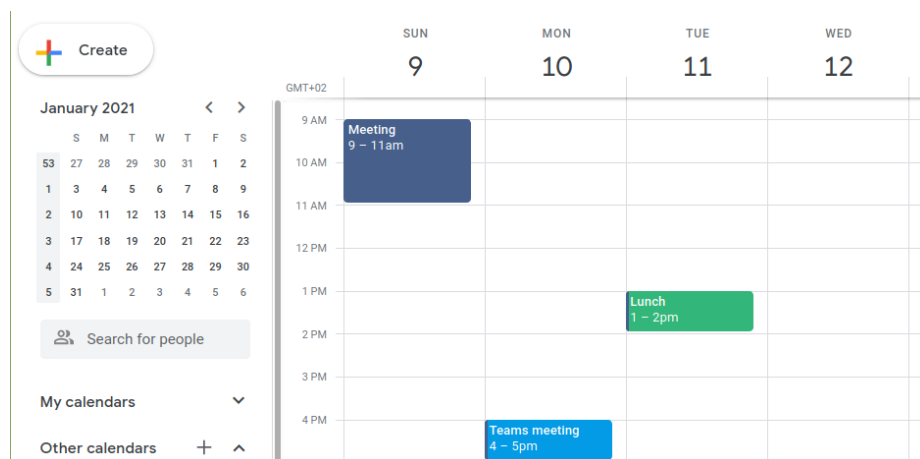 Create
January 2021
S M T W T F S
53 27 28 29 30 31 1 2
1 3 4 5 6 7 8 9
2 10 11 12 13 14 15 16
3 17 18 19 20 21 22 23
4 24 25 26 27 28 29 30
5 31 1 2 3 4 5 6
Search for people
My calendars
Other calendars
SUN MON TUE WED
9 10 11 12
GMT+02
9 AM
Meeting
9 – 11am
10 AM
11 AM
12 PM
1 PM
Lunch
1 – 2pm
2 PM
3 PM
4 PM
Teams meeting
4 – 5pm